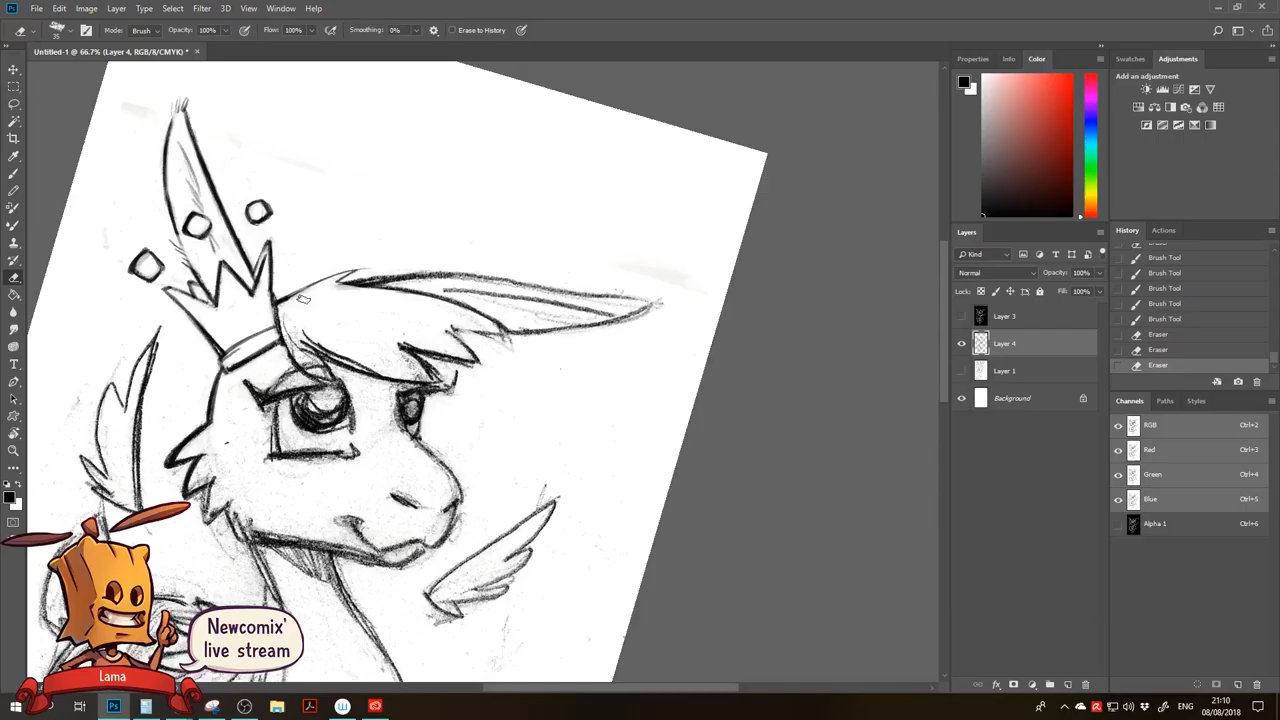 File Edit Image Layer Type Select Filter 3D View Window Help
35 Mode: Brush Opacity: 100% Flow: 100% Smoothing: 0% Erase to History
Untitled-1 @ 66.7% (Layer 4, RGB/8/CMYK) *
Properties Info Color
Swatches Adjustments
Add an adjustment
Layers
Kind
Normal Opacity: 100%
Lock: Fill: 100%
Layer 3
Layer 4
Layer 1
Background
History Actions
Eraser
Brush Tool
Brush Tool
Brush Tool
Brush Tool
Brush Tool
Eraser
Eraser
Eraser
Channels Paths Styles
RGB Ctrl+2
Red Ctrl+3
Green Ctrl+4
Blue Ctrl+5
Alpha 1 Ctrl+6
Newcomix'
live stream
Lama
21:10
08/08/2018